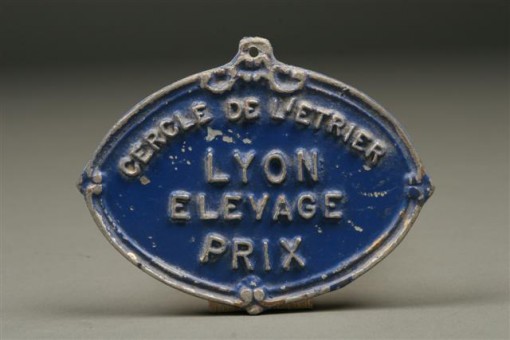 CERCLE DE L'ETRIER
LYON
ELEVAGE
PRIX